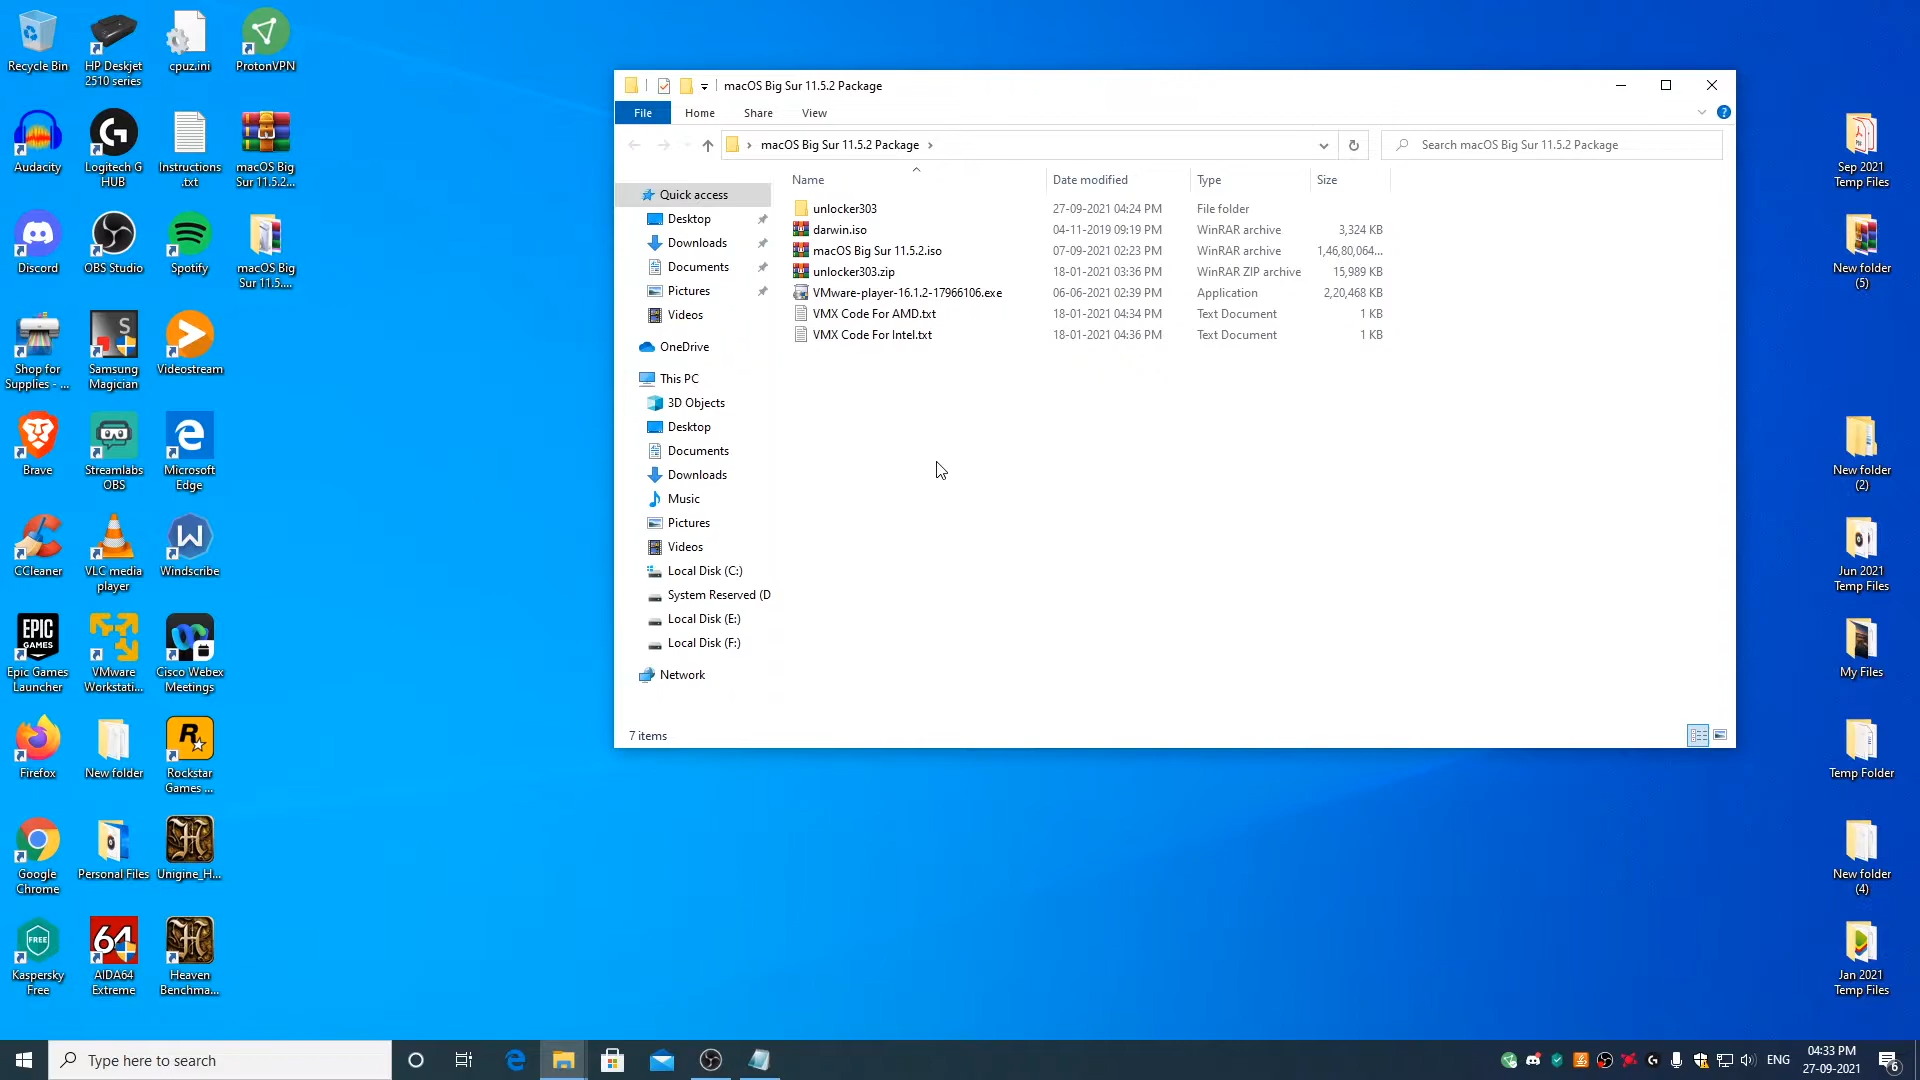 Recycle Bin
HP Deskjet
2510 series
cpuz.ini
ProtonVPN
Audacity
Logitech G
HUB
Instructions
.txt
macOS Big
Sur 11.5.2...
Discord
OBS Studio
Spotify
macOS Big
Sur 11.5....
Shop for
Supplies - ...
Samsung
Magician
Videostream
Brave
Streamlabs
OBS
Microsoft
Edge
CCleaner
VLC media
player
Windscribe
EPIC
GAMES
Epic Games
Launcher
VMware
Workstati...
Cisco Webex
Meetings
Firefox
New folder
Rockstar
Games ...
Google
Chrome
Personal Files
Unigine_H...
FREE
Kaspersky
Free
64
AIDA64
Extreme
Heaven
Benchma...
macOS Big Sur 11.5.2 Package
File Home Share View
macOS Big Sur 11.5.2 Package
Search macOS Big Sur 11.5.2 Package
Quick access
Desktop
Downloads
Documents
Pictures
Videos
OneDrive
This PC
3D Objects
Desktop
Documents
Downloads
Music
Pictures
Videos
Local Disk (C:)
System Reserved (D
Local Disk (E:)
Local Disk (F:)
Network
Name Date modified Type Size
unlocker303 27-09-2021 04:24 PM File folder
darwin.iso 04-11-2019 09:19 PM WinRAR archive 3,324 KB
macOS Big Sur 11.5.2.iso 07-09-2021 02:23 PM WinRAR archive 1,46,80,064...
unlocker303.zip 18-01-2021 03:36 PM WinRAR ZIP archive 15,989 KB
VMware-player-16.1.2-17966106.exe 06-06-2021 02:39 PM Application 2,20,468 KB
VMX Code For AMD.txt 18-01-2021 04:34 PM Text Document 1 KB
VMX Code For Intel.txt 18-01-2021 04:36 PM Text Document 1 KB
7 items
Sep 2021
Temp Files
New folder
(5)
New folder
(2)
Jun 2021
Temp Files
My Files
Temp Folder
New folder
(4)
Jan 2021
Temp Files
Type here to search
ENG
04:33 PM
27-09-2021
6